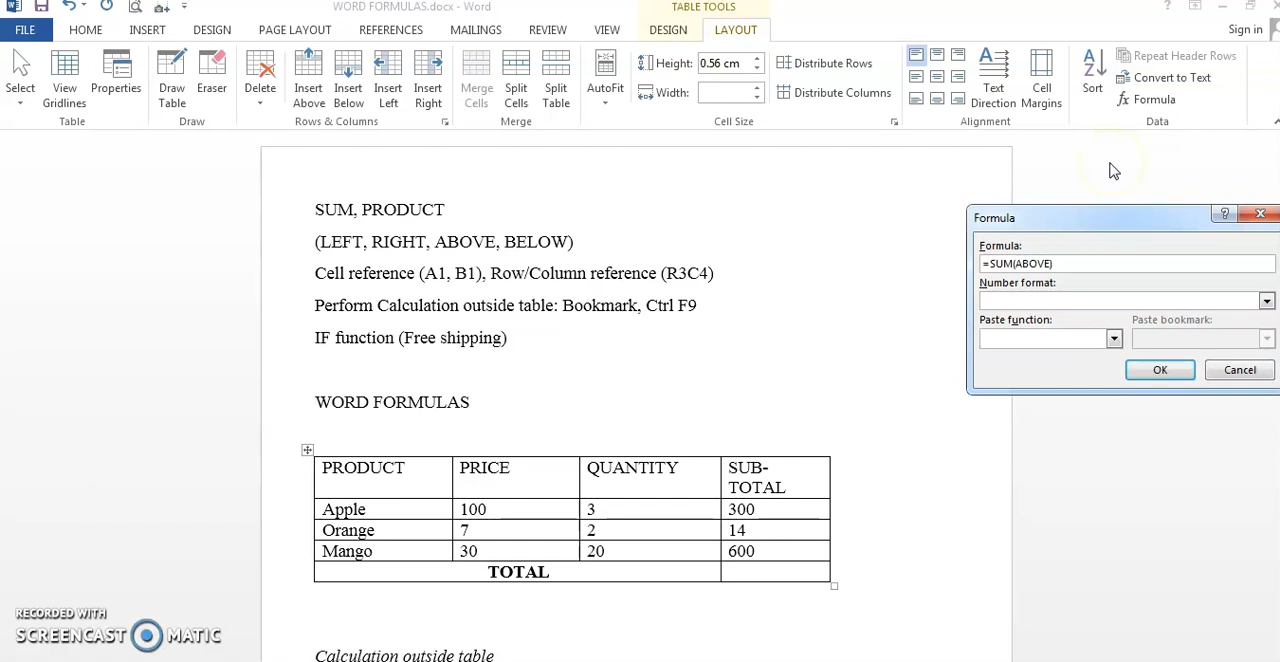 WORD FORMULAS.docx - Word
TABLE TOOLS
?
FILE
HOME
INSERT
DESIGN
PAGE LAYOUT
REFERENCES
MAILINGS
REVIEW
VIEW
DESIGN
LAYOUT
Sign in
Select
View Gridlines
Properties
Table
Draw Table
Eraser
Draw
Delete
Insert Above
Insert Below
Insert Left
Insert Right
Rows & Columns
Merge Cells
Split Cells
Split Table
Merge
AutoFit
Height: 0.56 cm
Width:
Distribute Rows
Distribute Columns
Cell Size
Text Direction
Cell Margins
Alignment
Sort
Repeat Header Rows
Convert to Text
fx Formula
Data
SUM, PRODUCT
(LEFT, RIGHT, ABOVE, BELOW)
Cell reference (A1, B1), Row/Column reference (R3C4)
Perform Calculation outside table: Bookmark, Ctrl F9
IF function (Free shipping)
WORD FORMULAS
PRODUCT PRICE QUANTITY SUB-
TOTAL
Apple 100 3 300
Orange 7 2 14
Mango 30 20 600
TOTAL
Calculation outside table
Formula
?
Formula:
=SUM(ABOVE)
Number format:
Paste function: Paste bookmark:
OK Cancel
RECORDED WITH
SCREENCAST MATIC